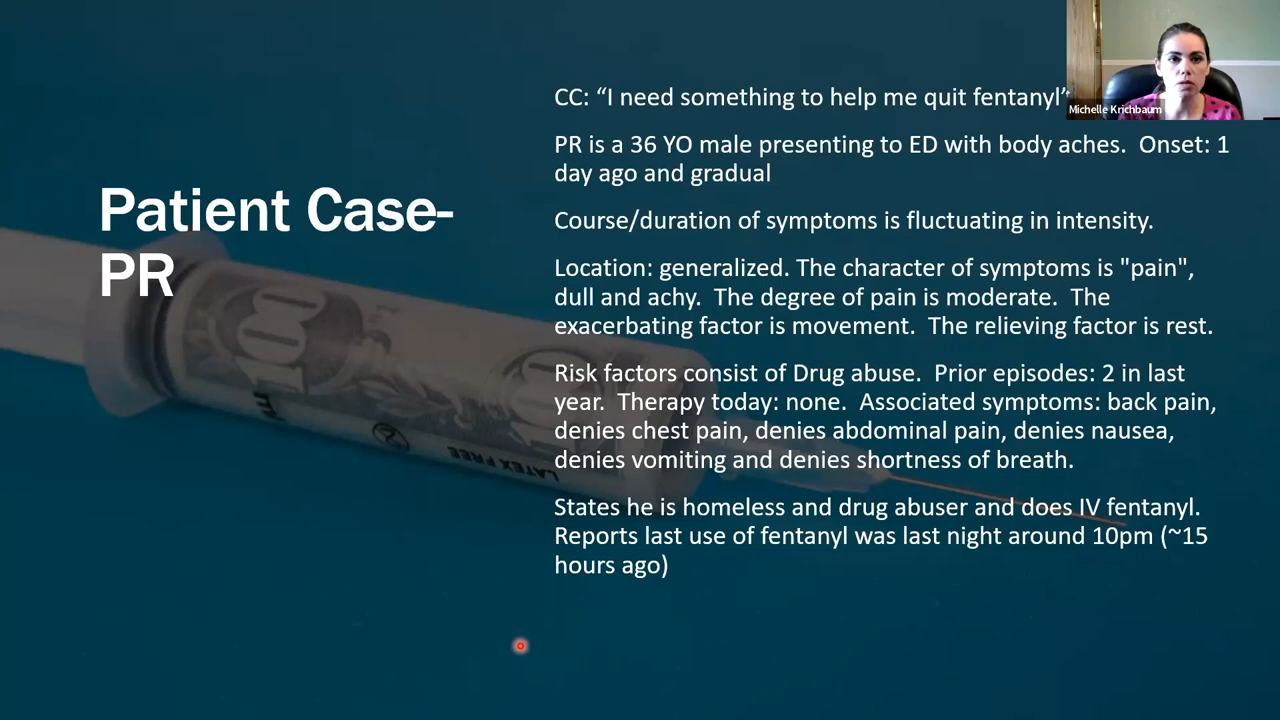 Michelle Krichbaum
Patient Case-
PR
CC: “I need something to help me quit fentanyl”
PR is a 36 YO male presenting to ED with body aches.  Onset: 1
day ago and gradual
Course/duration of symptoms is fluctuating in intensity.
Location: generalized. The character of symptoms is "pain",
dull and achy.  The degree of pain is moderate.  The
exacerbating factor is movement.  The relieving factor is rest.
Risk factors consist of Drug abuse.  Prior episodes: 2 in last
year.  Therapy today: none.  Associated symptoms: back pain,
denies chest pain, denies abdominal pain, denies nausea,
denies vomiting and denies shortness of breath.
States he is homeless and drug abuser and does IV fentanyl.
Reports last use of fentanyl was last night around 10pm (~15
hours ago)
100
ml
2
LATEX FREE